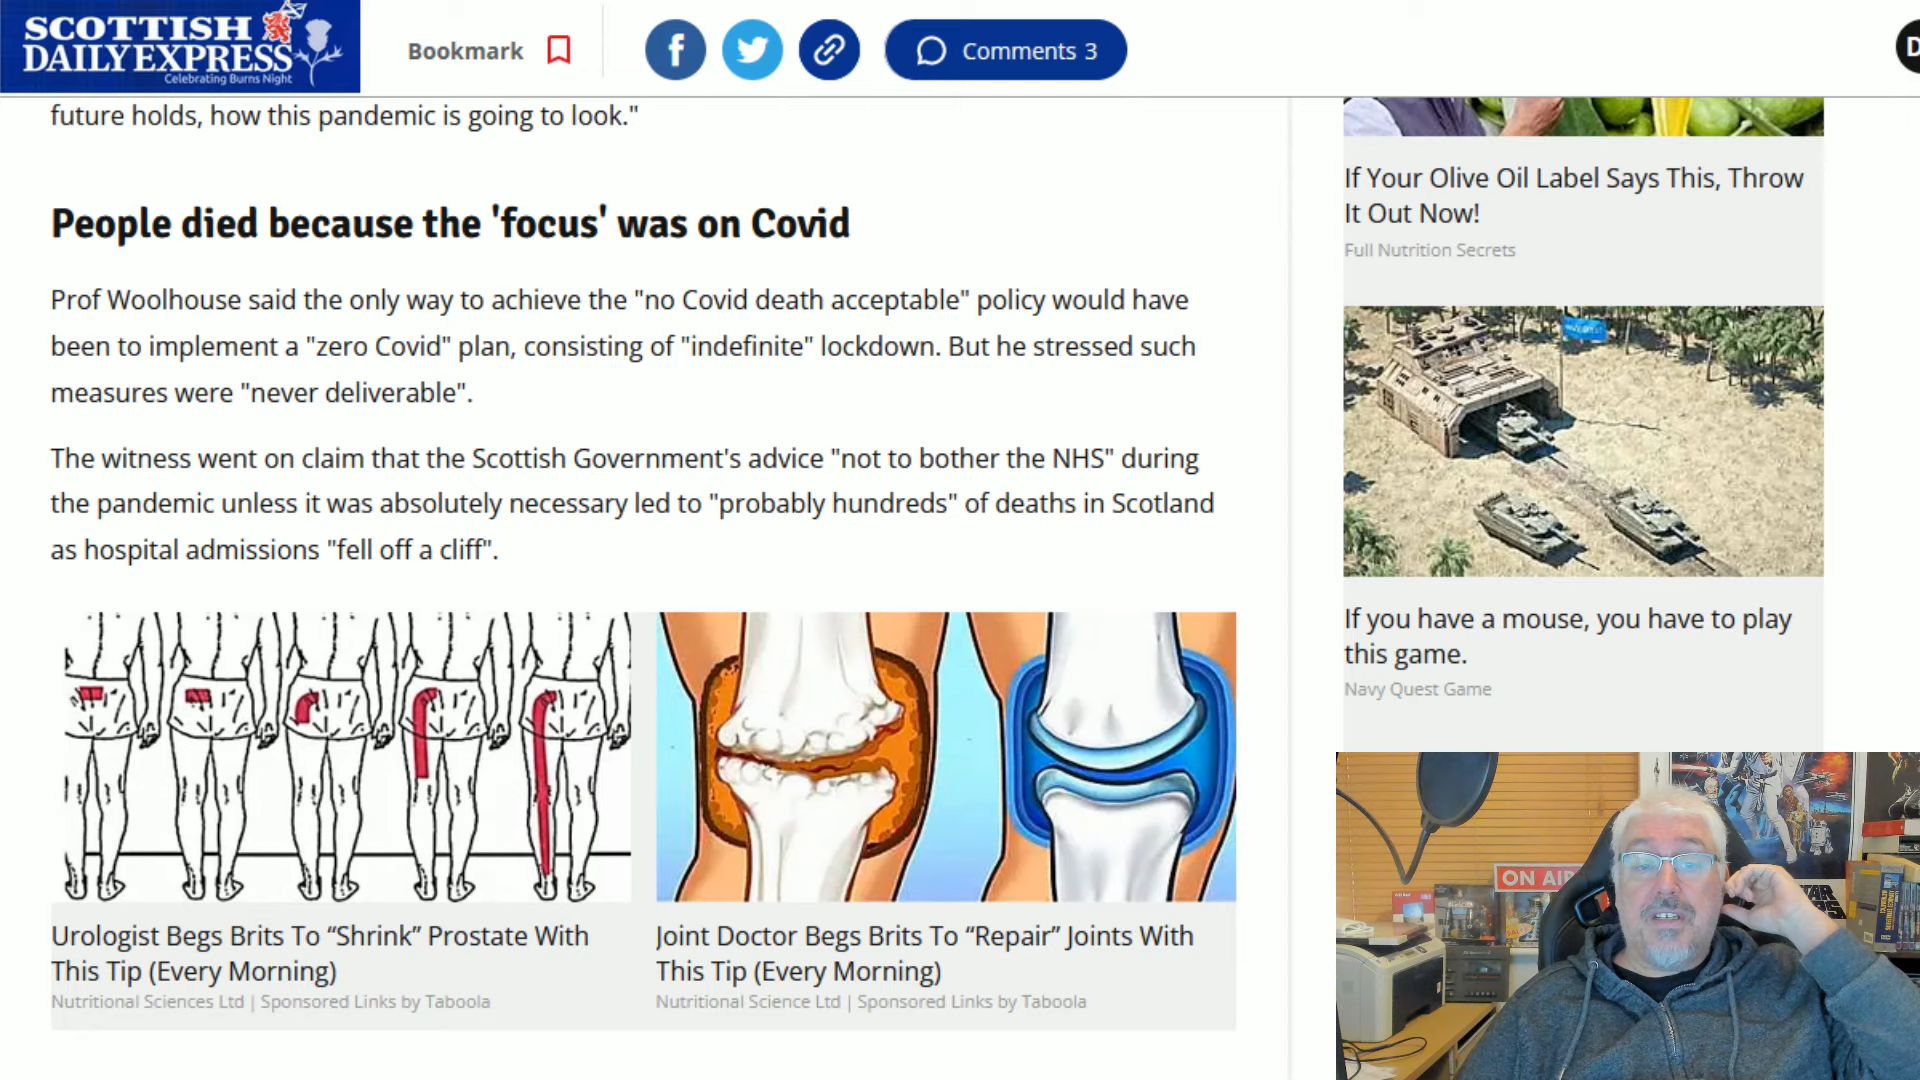 SCOTTISH
DAILY EXPRESS
Celebrating Burns Night
Bookmark
Comments 3
D
future holds, how this pandemic is going to look."
People died because the 'focus' was on Covid
Prof Woolhouse said the only way to achieve the "no Covid death acceptable" policy would have
been to implement a "zero Covid" plan, consisting of "indefinite" lockdown. But he stressed such
measures were "never deliverable".
The witness went on claim that the Scottish Government's advice "not to bother the NHS" during
the pandemic unless it was absolutely necessary led to "probably hundreds" of deaths in Scotland
as hospital admissions "fell off a cliff".
Urologist Begs Brits To “Shrink” Prostate With
This Tip (Every Morning)
Nutritional Sciences Ltd | Sponsored Links by Taboola
Joint Doctor Begs Brits To “Repair” Joints With
This Tip (Every Morning)
Nutritional Science Ltd | Sponsored Links by Taboola
If Your Olive Oil Label Says This, Throw
It Out Now!
Full Nutrition Secrets
If you have a mouse, you have to play
this game.
Navy Quest Game
ON AIR
STAR